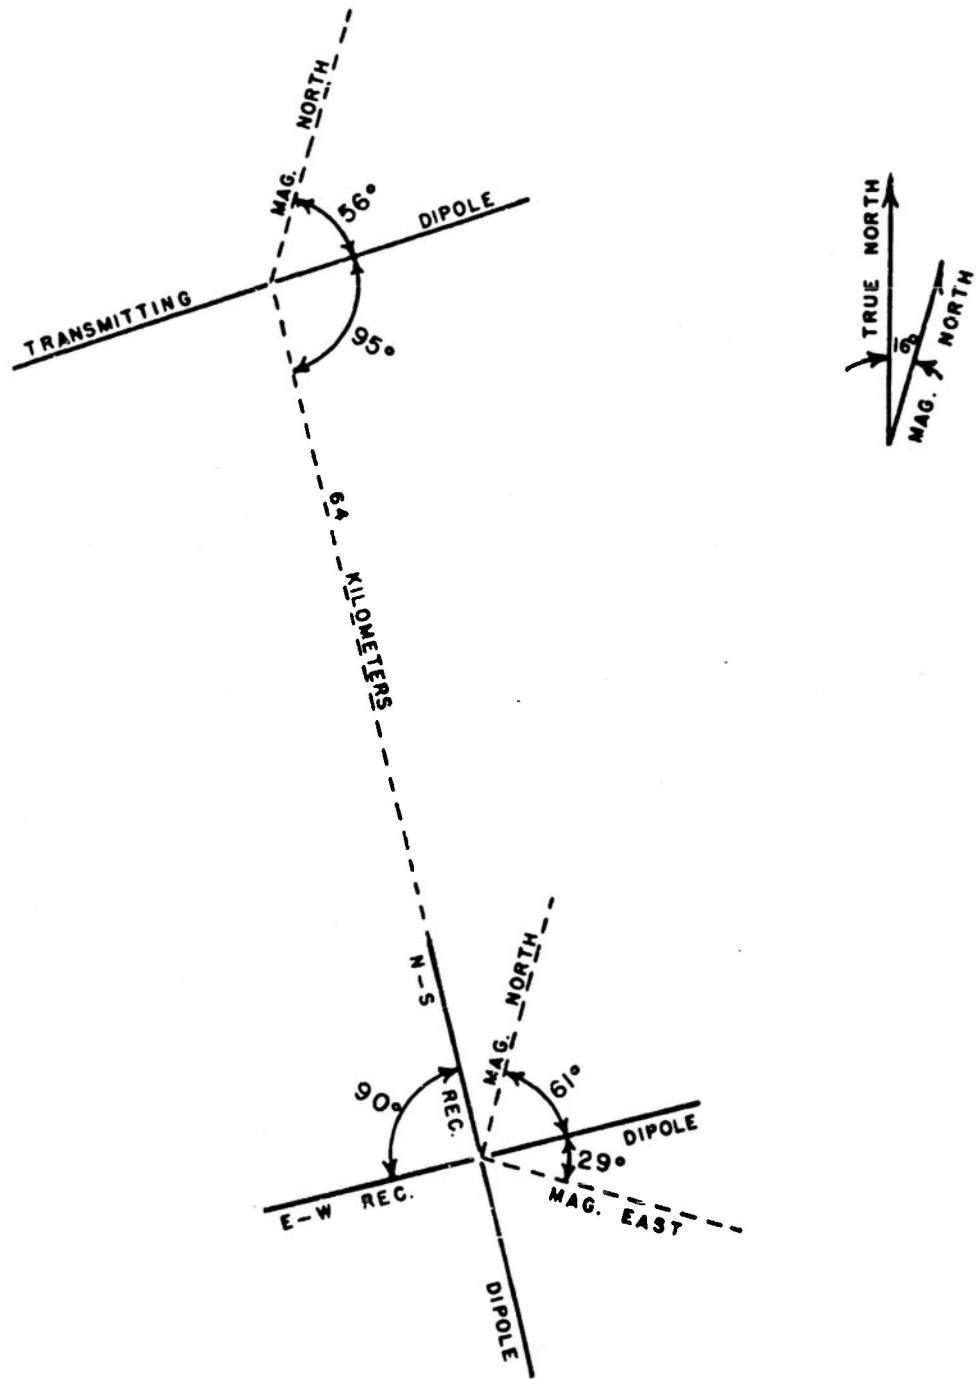 MAG. NORTH
56°
TRANSMITTING DIPOLE
95°
TRUE NORTH
16°
MAG. NORTH
64 KILOMETERS
N-S REC. DIPOLE
MAG. NORTH
90°
61°
E-W REC. DIPOLE
29°
MAG. EAST